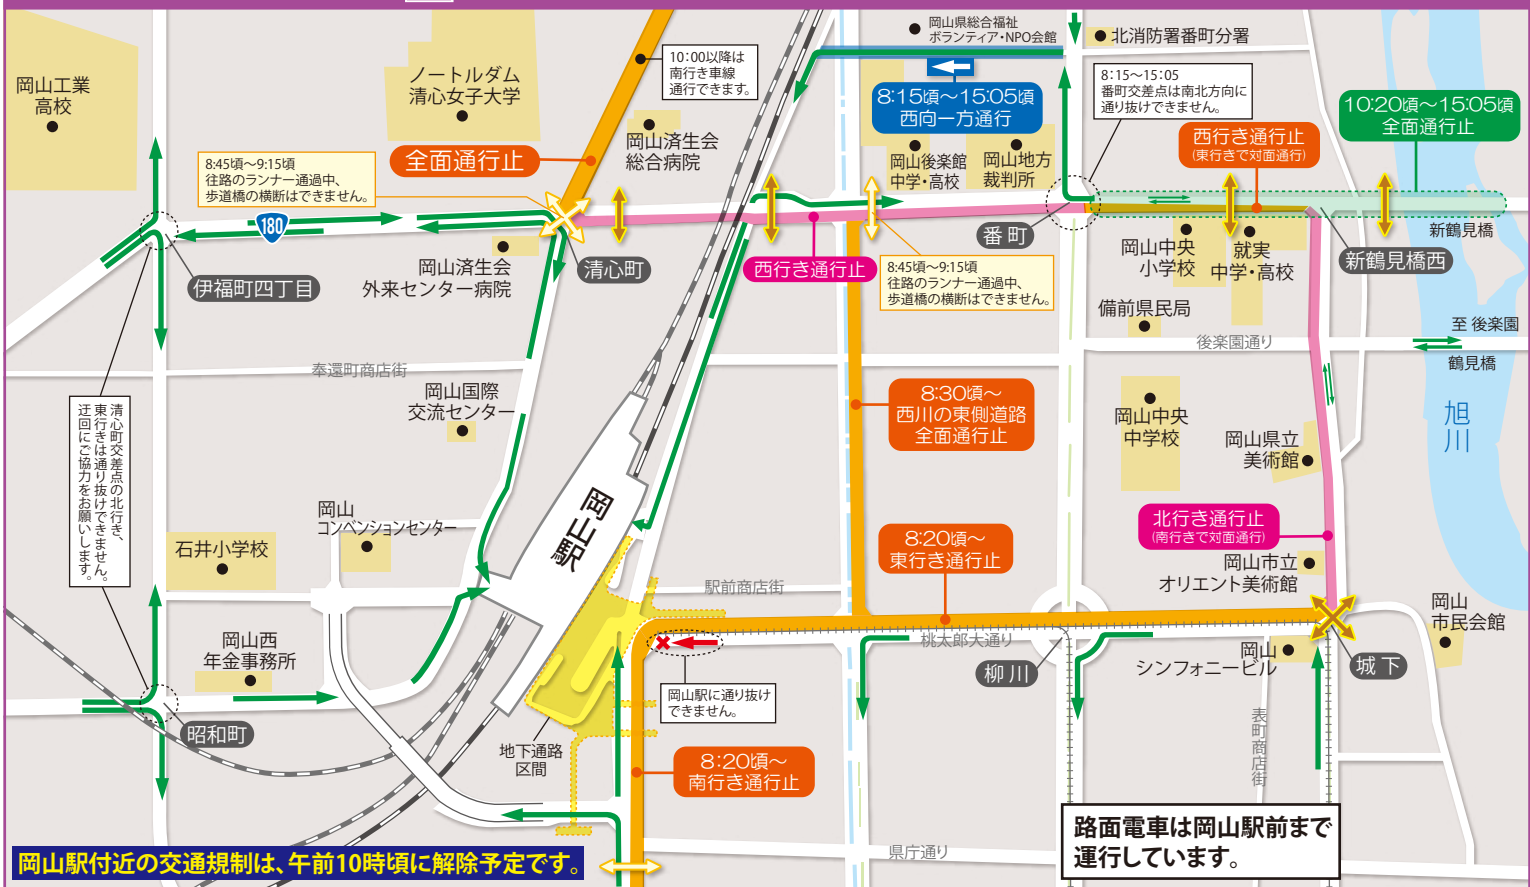 岡山県総合福祉
ボランティア・NPO会館
北消防署番町分署
岡山工業
高校
ノートルダム
清心女子大学
10:00以降は
南行き車線
通行できます。
8:15頃～15:05頃
西向一方通行
8:15～15:05
番町交差点は南北方向に
通り抜けできません。
10:20頃～15:05頃
全面通行止
西行き通行止
(東行きで対面通行)
岡山済生会
総合病院
全面通行止
8:45頃～9:15頃
往路のランナー通過中、
歩道橋の横断はできません。
岡山後楽館
中学・高校
岡山地方
裁判所
180
伊福町四丁目
岡山済生会
外来センター病院
清心町
西行き通行止
8:45頃～9:15頃
往路のランナー通過中、
歩道橋の横断はできません。
番町
岡山中央
小学校
就実
中学・高校
新鶴見橋
新鶴見橋西
備前県民局
後楽園通り
至 後楽園
鶴見橋
奉還町商店街
清心町交差点の北行き、
東行きは通り抜けできません。
迂回にご協力をお願いします。
岡山国際
交流センター
8:30頃～
西川の東側道路
全面通行止
岡山中央
中学校
岡山県立
美術館
旭川
岡山
コンベンションセンター
岡山駅
石井小学校
8:20頃～
東行き通行止
北行き通行止
(南行きで対面通行)
岡山市立
オリエント美術館
駅前商店街
桃太郎大通り
岡山
市民会館
岡山西
年金事務所
岡山駅に通り抜け
できません。
柳川
岡山
シンフォニービル
城下
昭和町
地下通路
区間
8:20頃～
南行き通行止
表町商店街
路面電車は岡山駅前まで
運行しています。
県庁通り
岡山駅付近の交通規制は、午前10時頃に解除予定です。